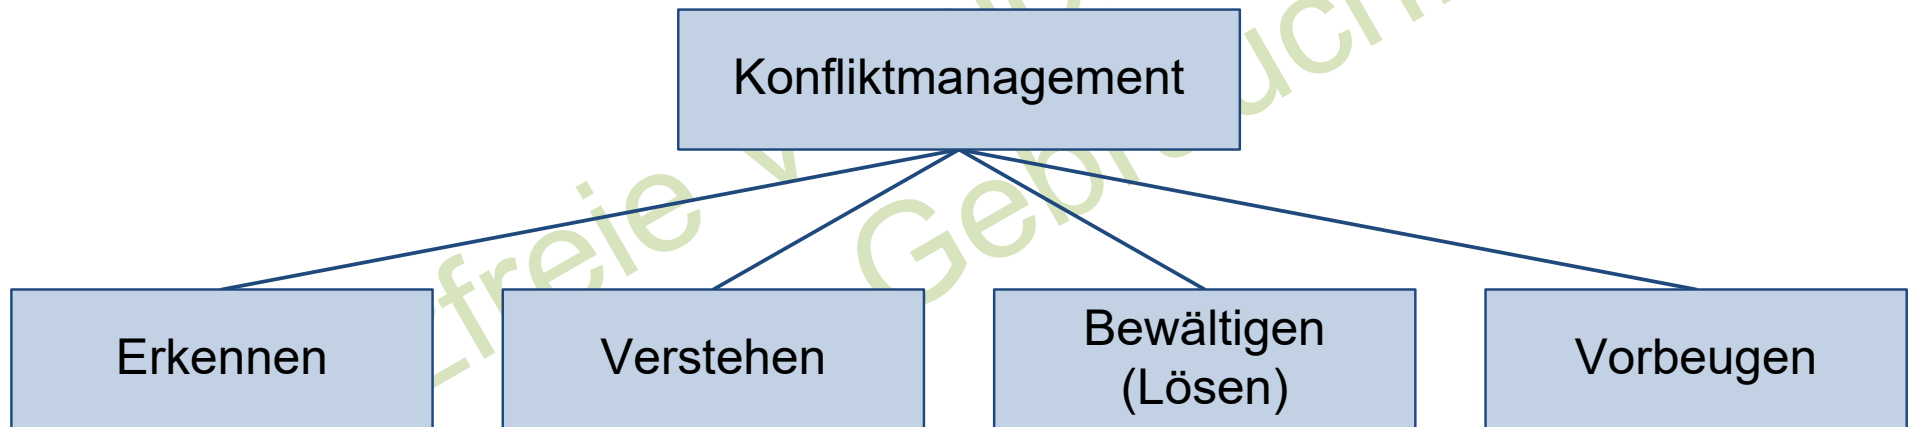 Konfliktmanagement
Erkennen
Verstehen
Bewältigen
(Lösen)
Vorbeugen